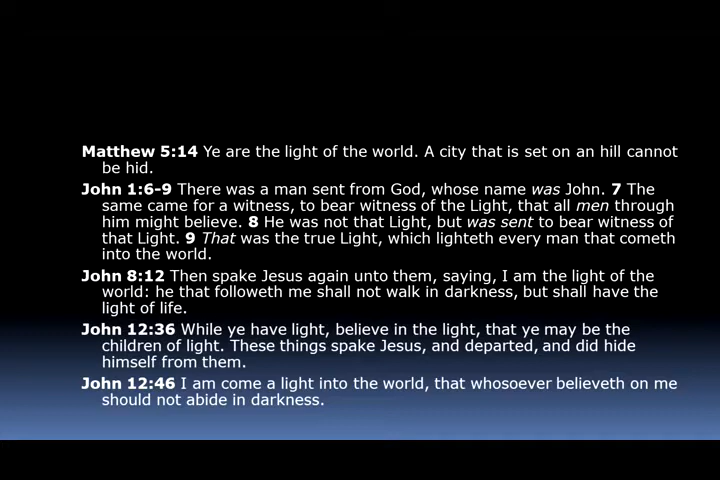 Matthew 5:14 Ye are the light of the world. A city that is set on an hill cannot
be hid.
John 1:6-9 There was a man sent from God, whose name was John. 7 The
same came for a witness, to bear witness of the Light, that all men through
him might believe. 8 He was not that Light, but was sent to bear witness of
that Light. 9 That was the true Light, which lighteth every man that cometh
into the world.
John 8:12 Then spake Jesus again unto them, saying, I am the light of the
world: he that followeth me shall not walk in darkness, but shall have the
light of life.
John 12:36 While ye have light, believe in the light, that ye may be the
children of light. These things spake Jesus, and departed, and did hide
himself from them.
John 12:46 I am come a light into the world, that whosoever believeth on me
should not abide in darkness.